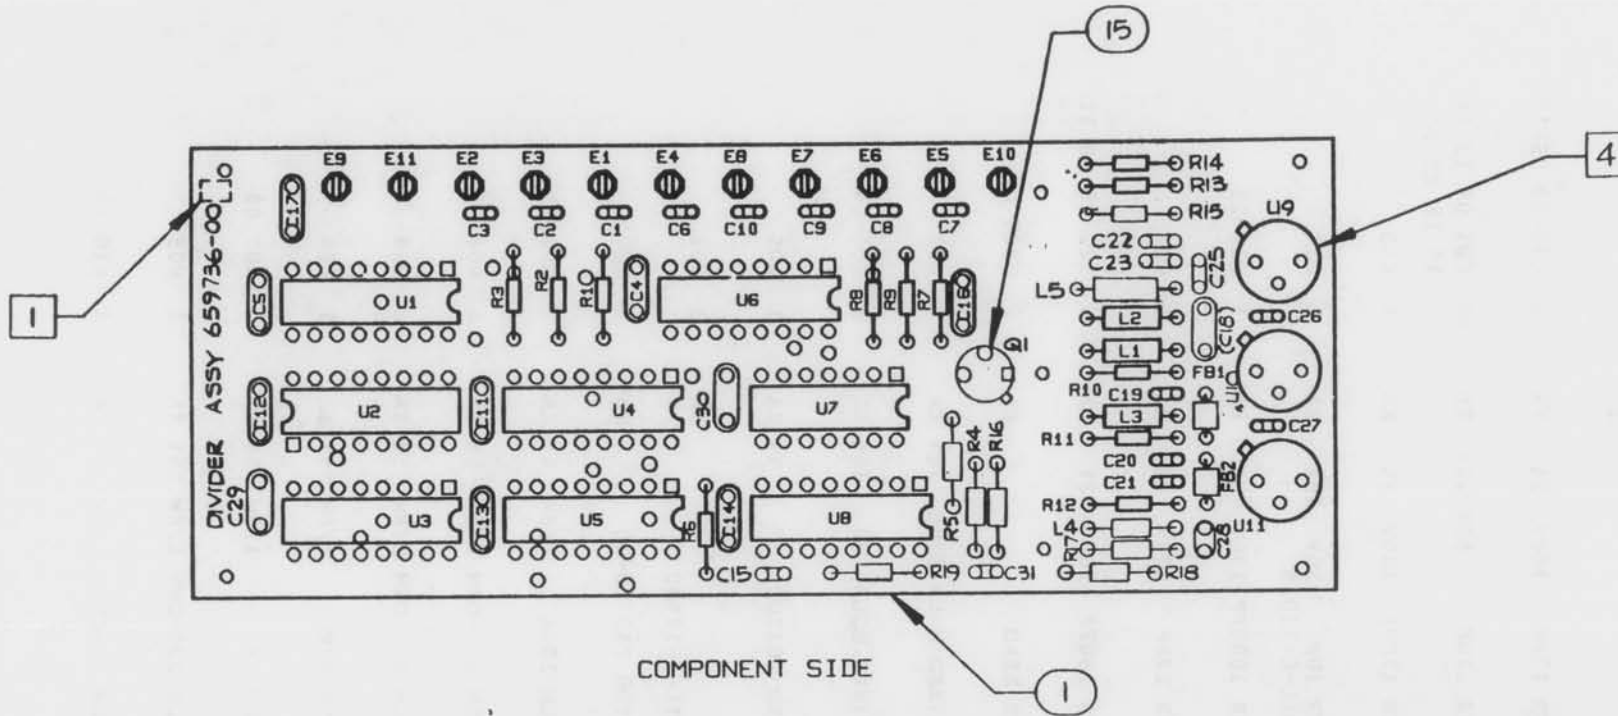 15
4
1
E9 E11 E2 E3 E1 E4 E8 E7 E6 E5 E10
R14
R13
R15
U9
C17
C3 C2 C1 C6 C10 C9 C8 C7
C22
C23
C25
DIVIDER ASSY 659736-00
C5
U1
R3
R2
R1
C4
U6
R8
R9
R7
C16
L5
L2
(C18)
C26
Q1
L1
FB1
R10
C12
U2
C11
U4
C30
U7
C19
L3
R11
C27
R4
R16
C20
C21
FB2
C29
U3
C13
U5
R6
C14
U8
R5
R12
L4
R17
C28
U11
C15
R19
C31
R18
COMPONENT SIDE
1